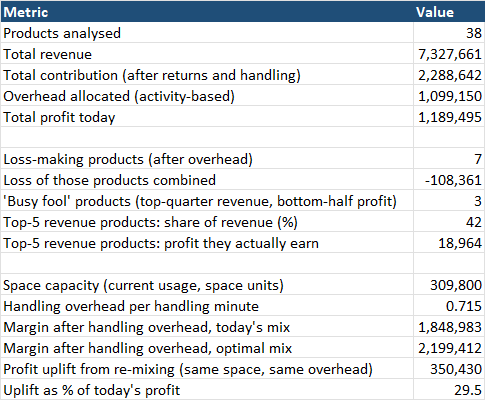 Metric Value
Products analysed 38
Total revenue 7,327,661
Total contribution (after returns and handling) 2,288,642
Overhead allocated (activity-based) 1,099,150
Total profit today 1,189,495
Loss-making products (after overhead) 7
Loss of those products combined -108,361
'Busy fool' products (top-quarter revenue, bottom-half profit) 3
Top-5 revenue products: share of revenue (%) 42
Top-5 revenue products: profit they actually earn 18,964
Space capacity (current usage, space units) 309,800
Handling overhead per handling minute 0.715
Margin after handling overhead, today's mix 1,848,983
Margin after handling overhead, optimal mix 2,199,412
Profit uplift from re-mixing (same space, same overhead) 350,430
Uplift as % of today's profit 29.5